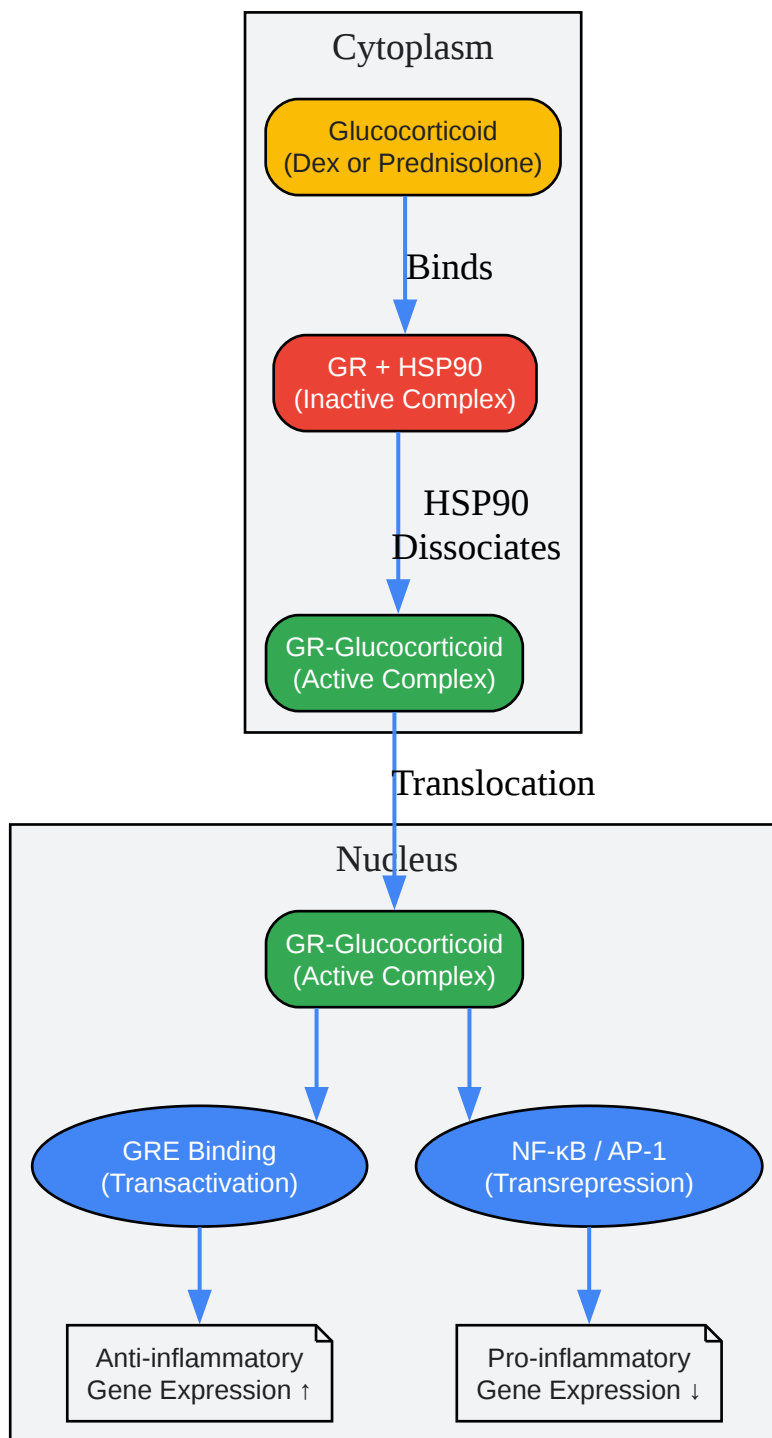 Cytoplasm
Glucocorticoid
(Dex or Prednisolone)
Binds
GR + HSP90
(Inactive Complex)
HSP90
Dissociates
GR-Glucocorticoid
(Active Complex)
Translocation
Nucleus
GR-Glucocorticoid
(Active Complex)
GRE Binding
(Transactivation)
NF-κB / AP-1
(Transrepression)
Anti-inflammatory
Gene Expression ↑
Pro-inflammatory
Gene Expression ↓